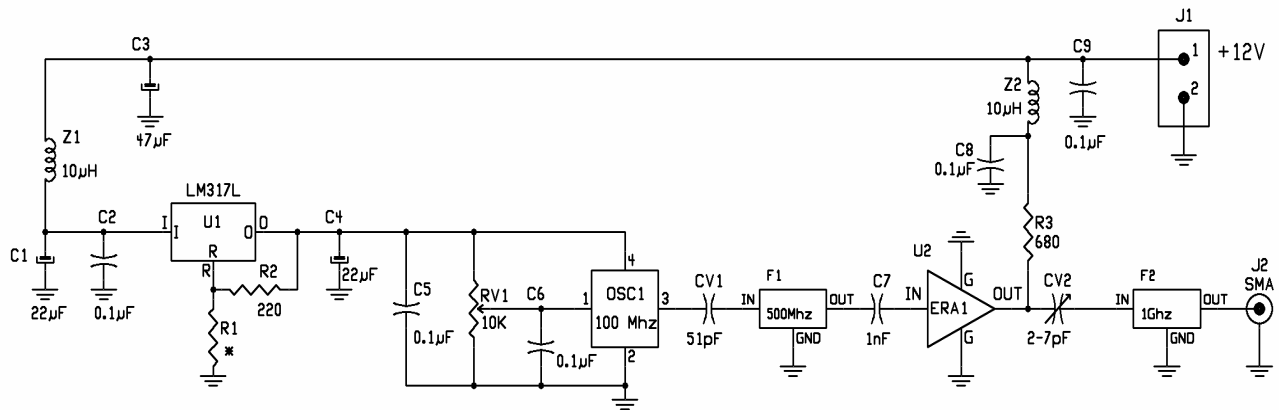 J1
C3
C9
1
+12V
Z2
10µH
2
47µF
0.1µF
Z1
10µH
C8
0.1µF
LM317L
C2
I
I
U1
O
O
C4
R3
680
C1
R
R
R2
220
22µF
U2
J2
SMA
22µF
0.1µF
4
G
C5
RV1
10K
C6
1
OSC1
100 Mhz
3
CV1
F1
IN
500Mhz
OUT
C7
IN
ERA1
OUT
CV2
F2
IN
1Ghz
OUT
R1
*
0.1µF
0.1µF
2
51pF
GND
1nF
G
2-7pF
GND